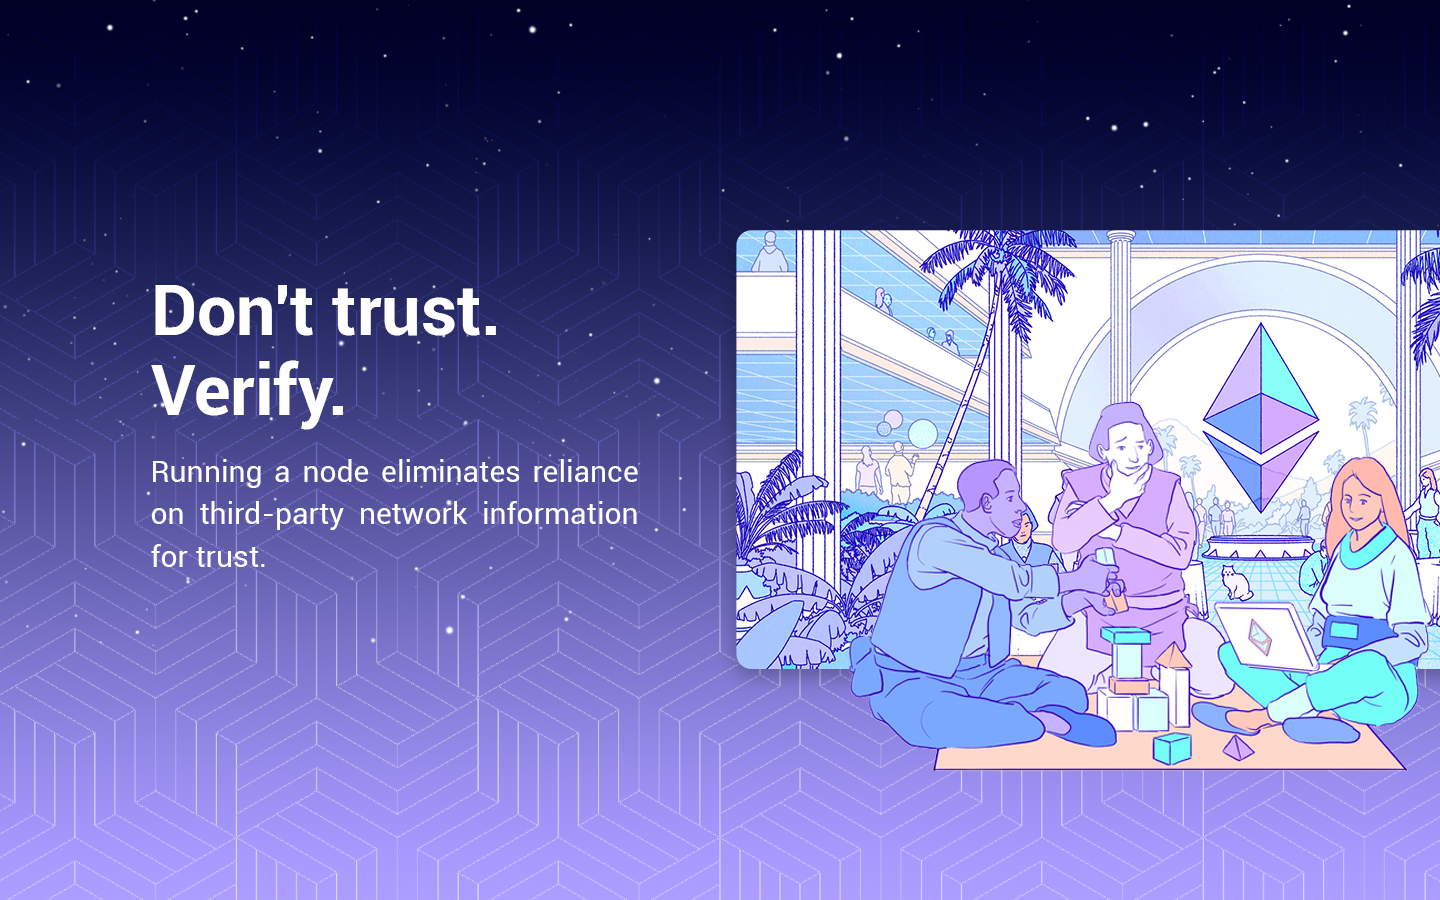 Don't trust.
Verify.
Running a node eliminates reliance
on third-party network information
for trust.